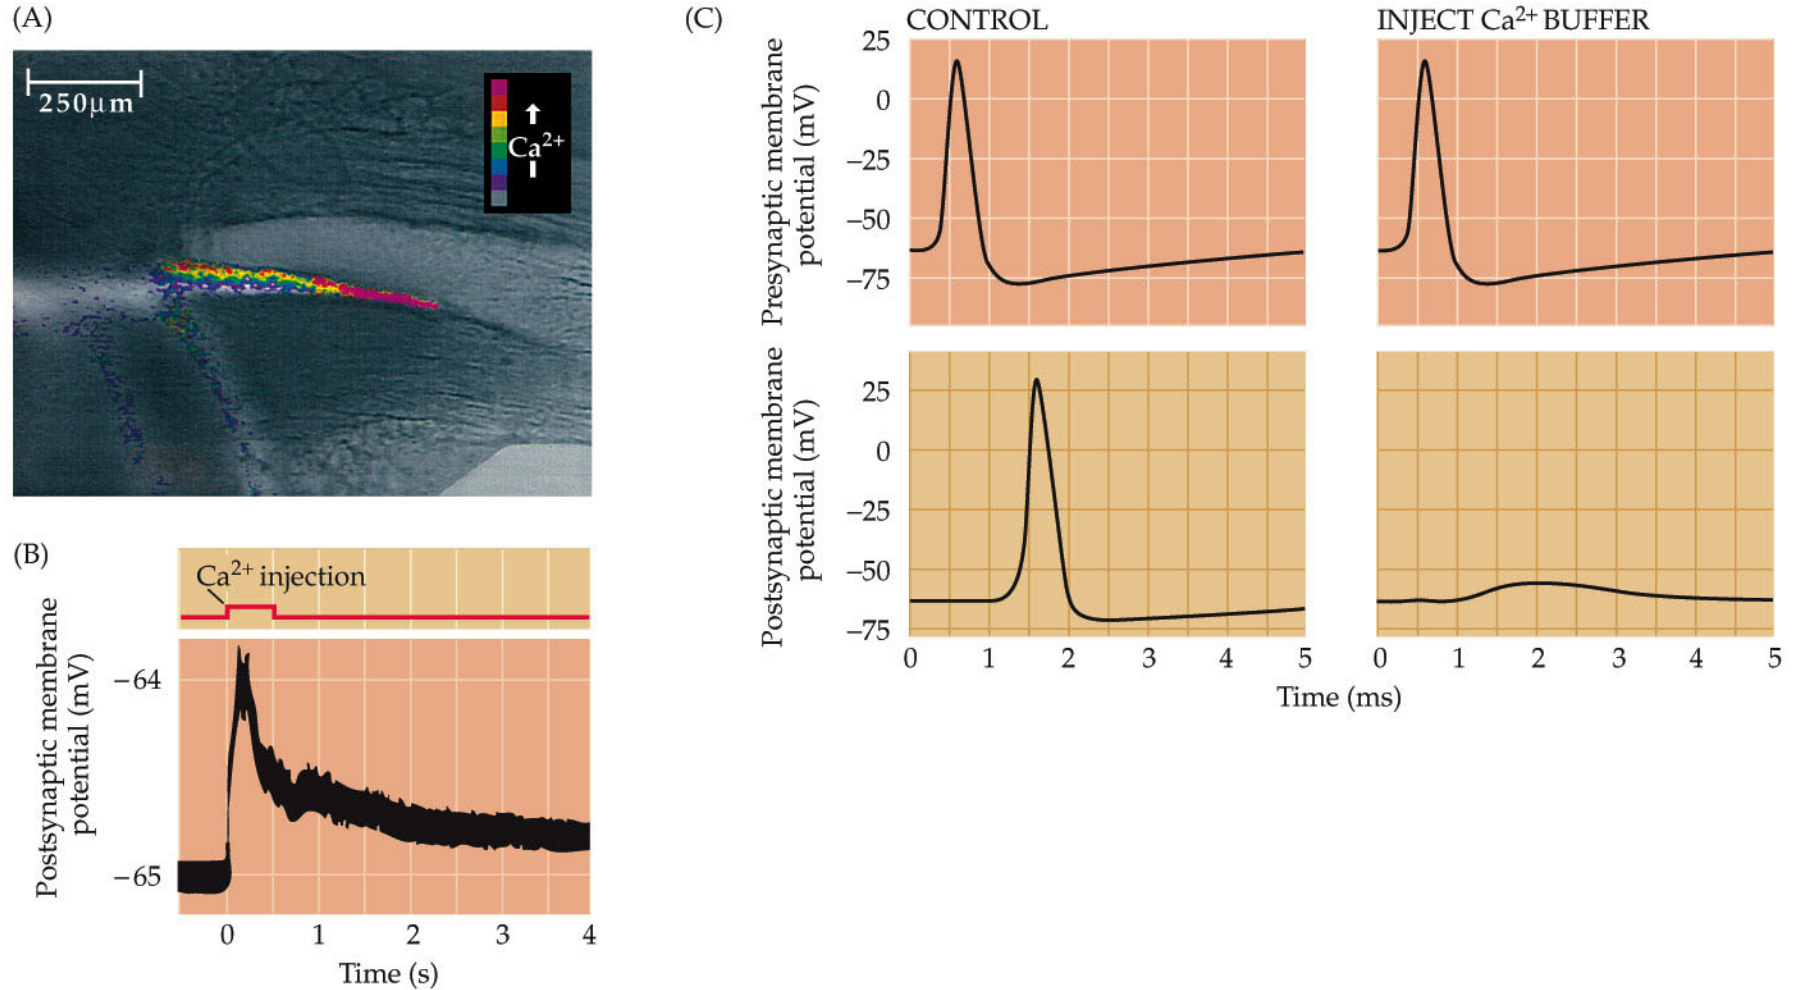 (A)
250μm
Ca²⁺
(B)
Ca²⁺ injection
Postsynaptic membrane
potential (mV)
−64
−65
0 1 2 3 4
Time (s)
(C)
CONTROL
INJECT Ca²⁺ BUFFER
Presynaptic membrane
potential (mV)
25
0
−25
−50
−75
Postsynaptic membrane
potential (mV)
25
0
−25
−50
−75
0 1 2 3 4 5
0 1 2 3 4 5
Time (ms)